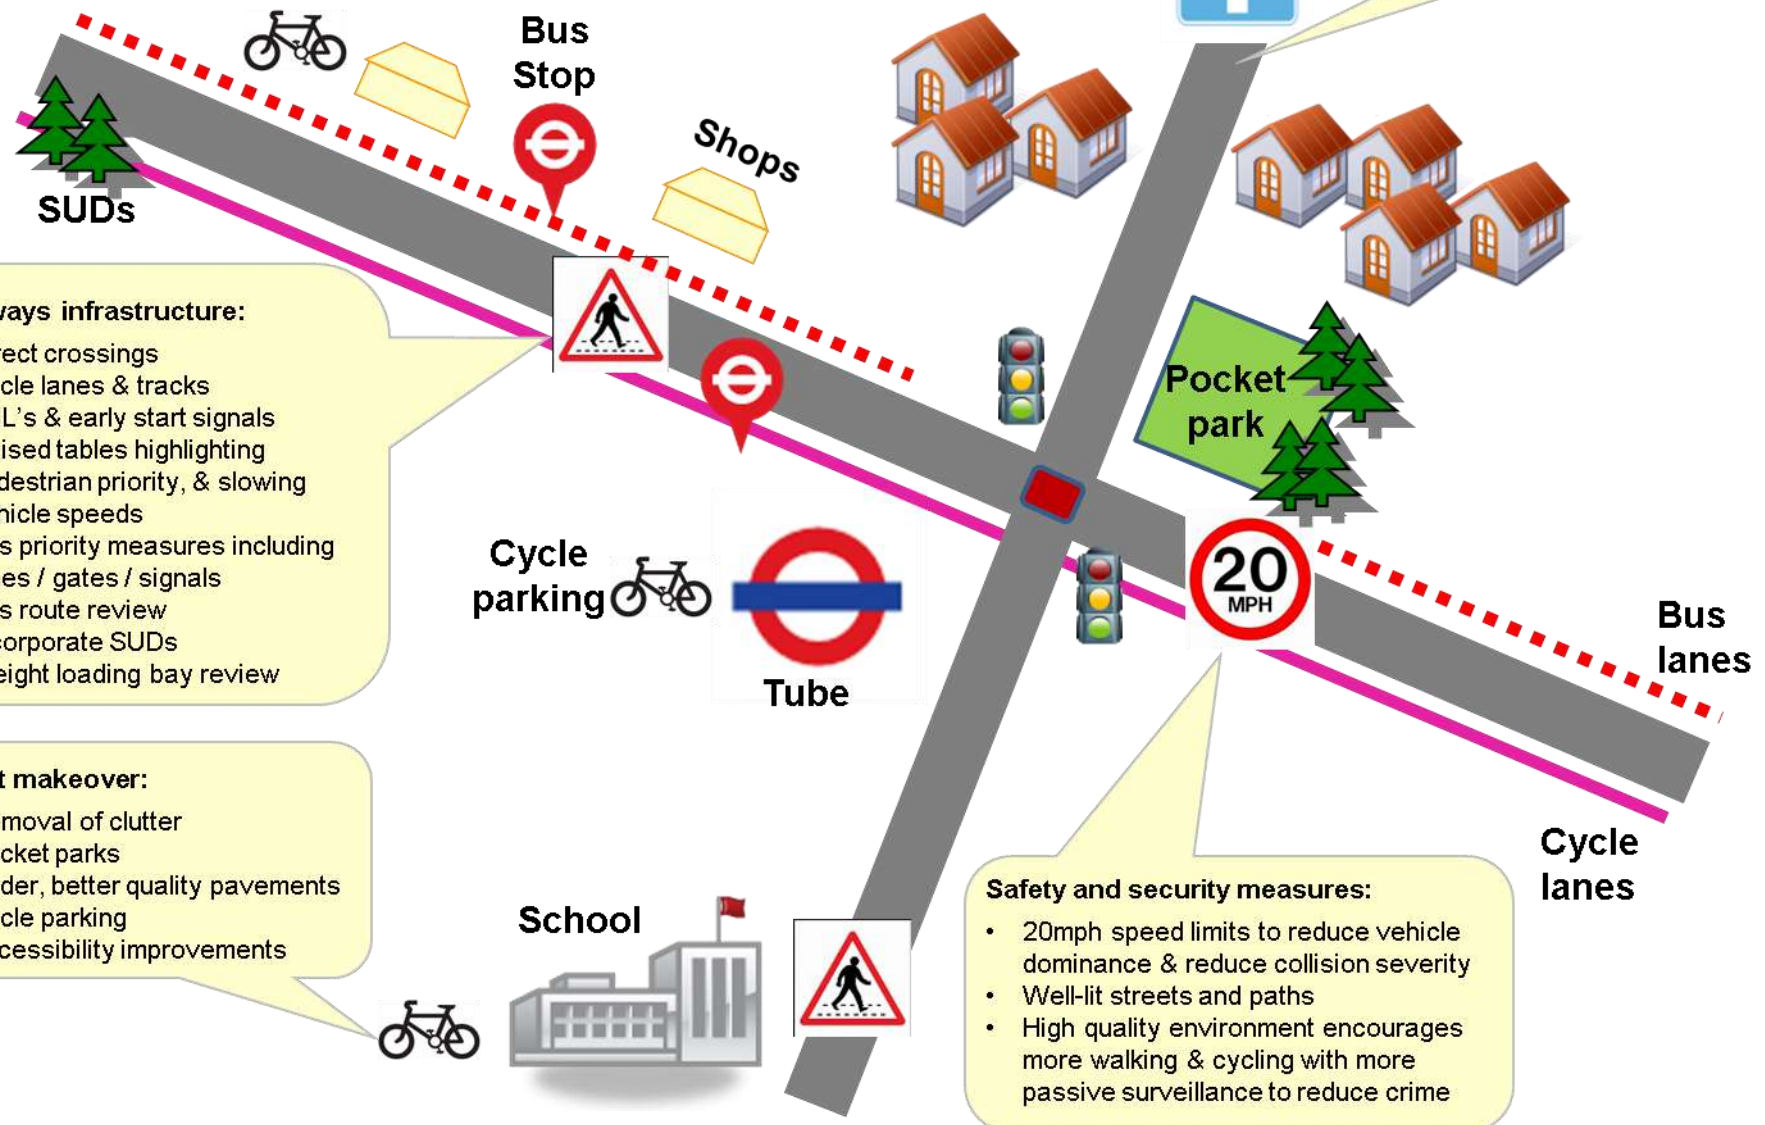 Bus
Stop
Shops
SUDs
ways infrastructure:
rect crossings
cle lanes & tracks
L's & early start signals
ised tables highlighting
destrian priority, & slowing
hicle speeds
s priority measures including
es / gates / signals
s route review
corporate SUDs
eight loading bay review
Pocket
park
Cycle
parking
Tube
20
MPH
Bus
lanes
Cycle
lanes
t makeover:
moval of clutter
cket parks
der, better quality pavements
cle parking
cessibility improvements
School
Safety and security measures:
• 20mph speed limits to reduce vehicle
dominance & reduce collision severity
• Well-lit streets and paths
• High quality environment encourages
more walking & cycling with more
passive surveillance to reduce crime